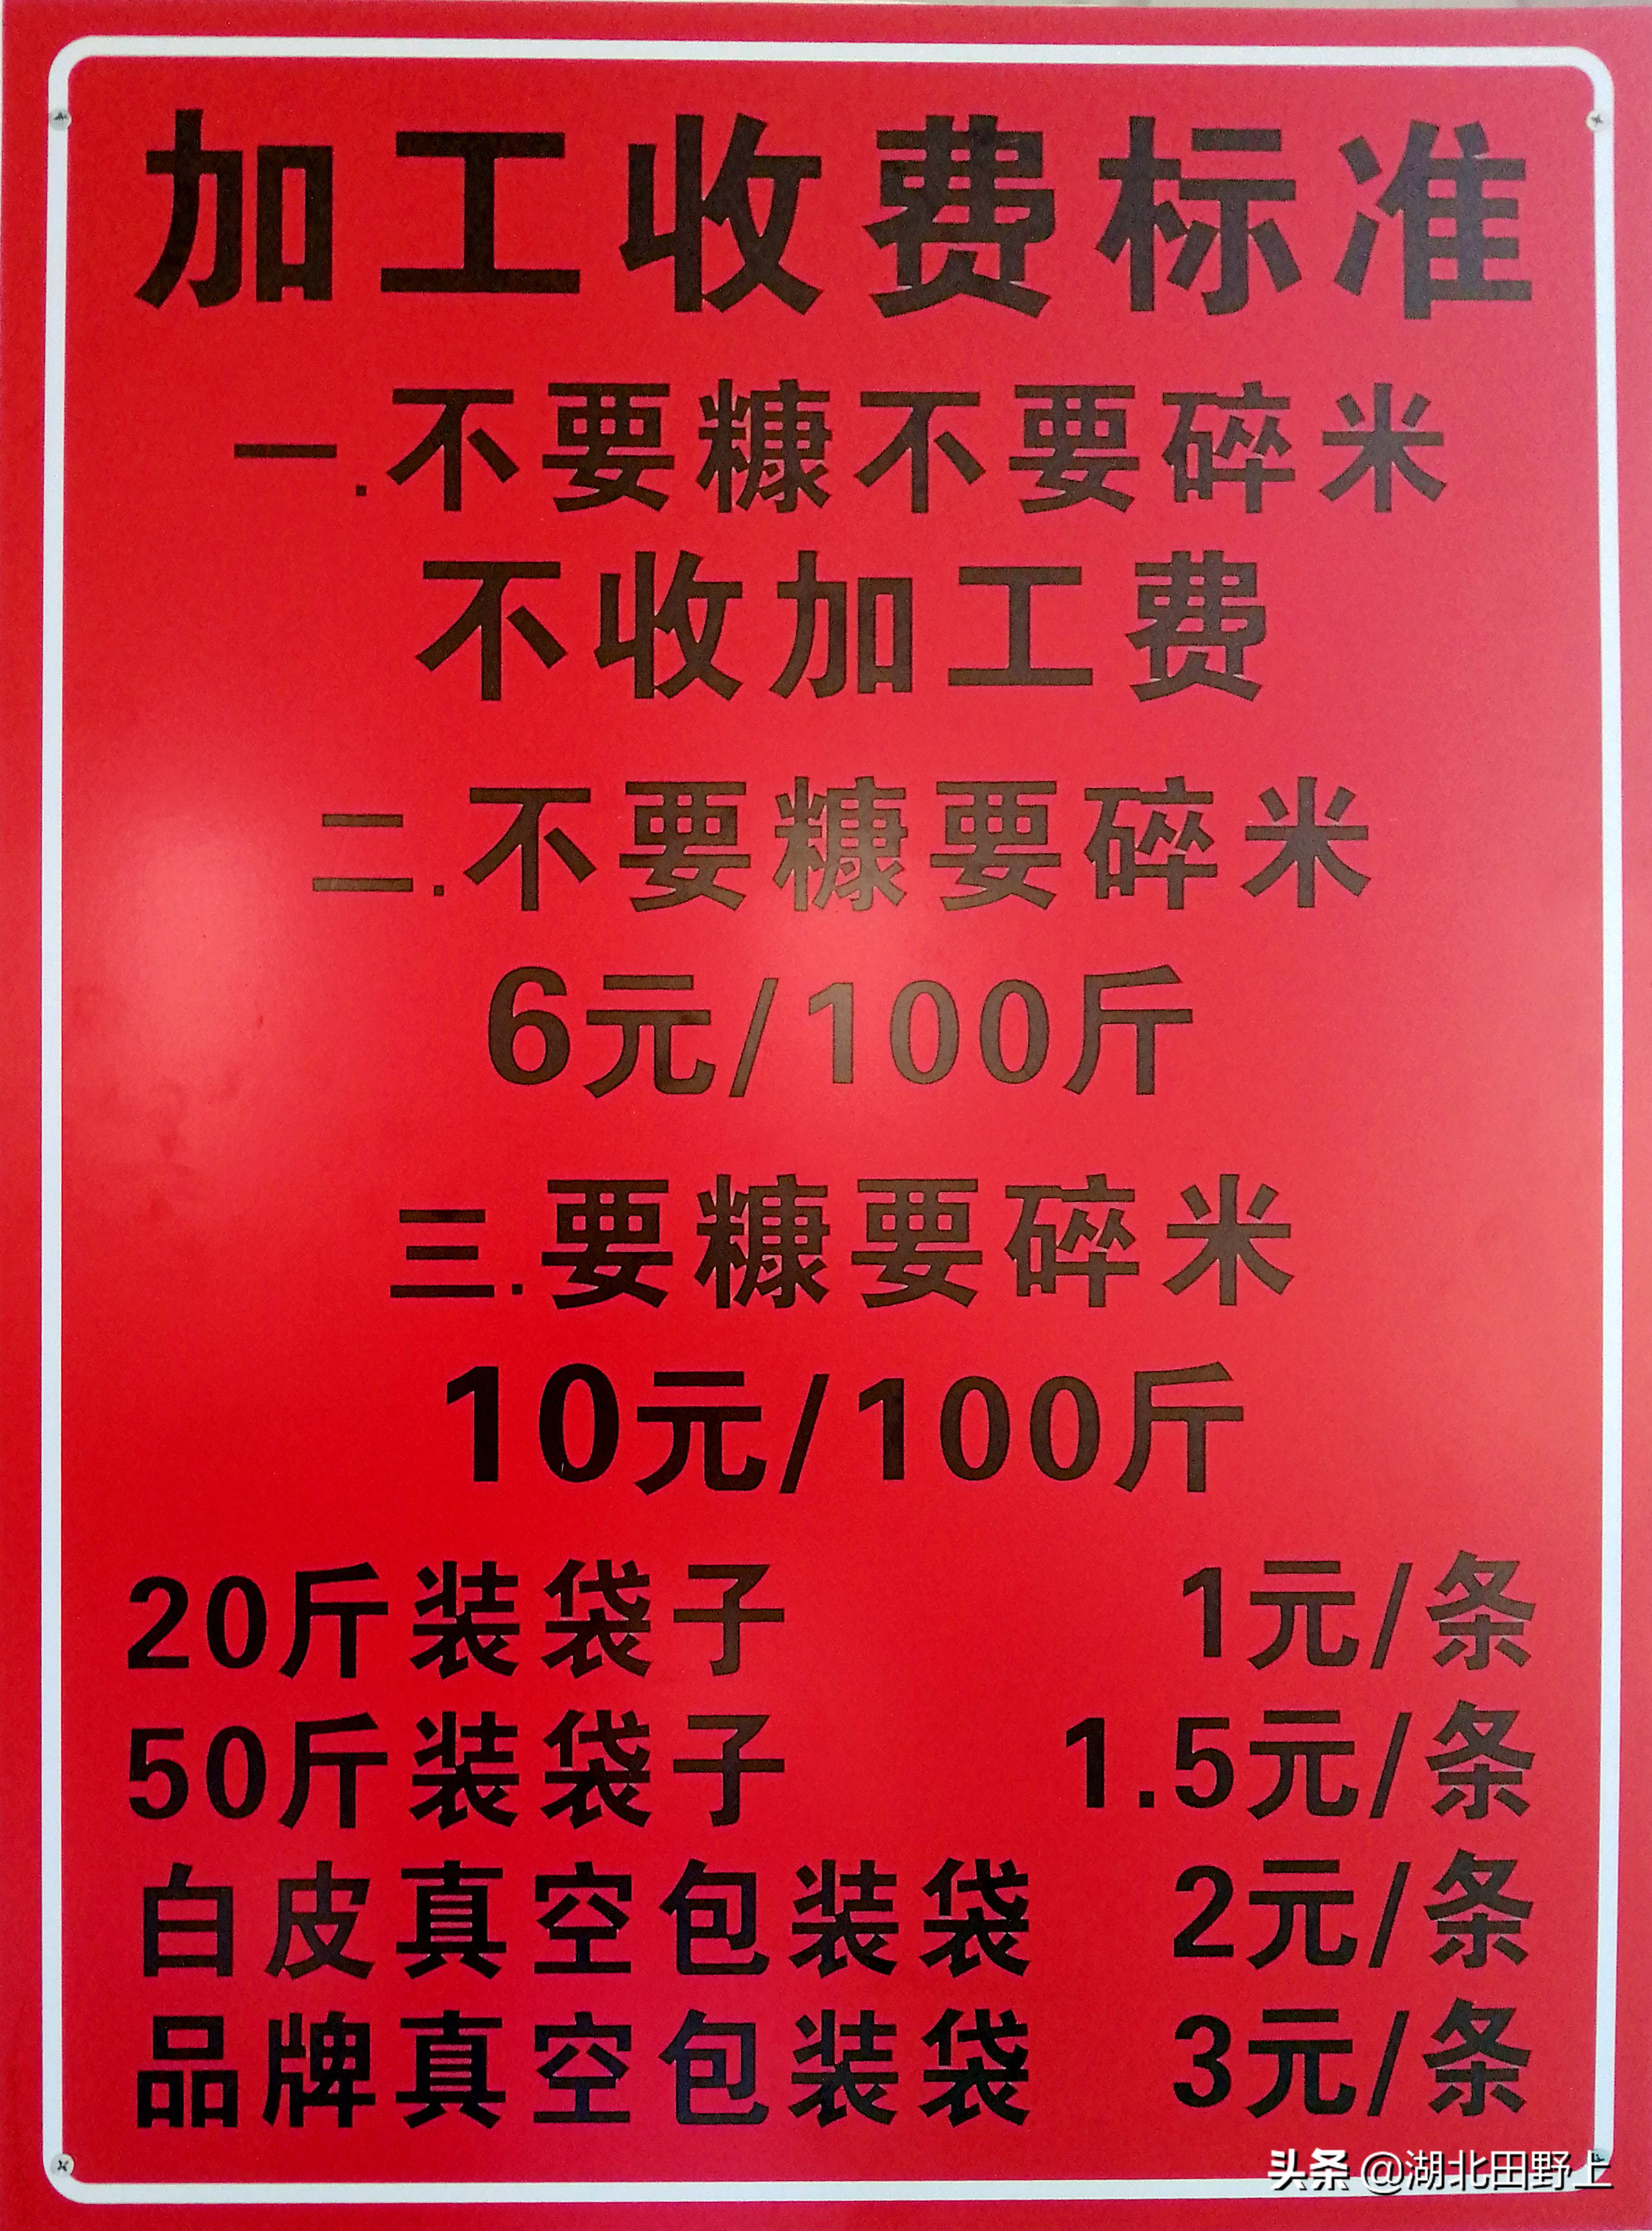 加工收费标准
一.不要糠不要碎米
不收加工费
二.不要糠要碎米
6元/100斤
三.要糠要碎米
10元/100斤
20斤装袋子 1元/条
50斤装袋子 1.5元/条
白皮真空包装袋 2元/条
品牌真空包装袋 3元/条
头条 @湖北田野上